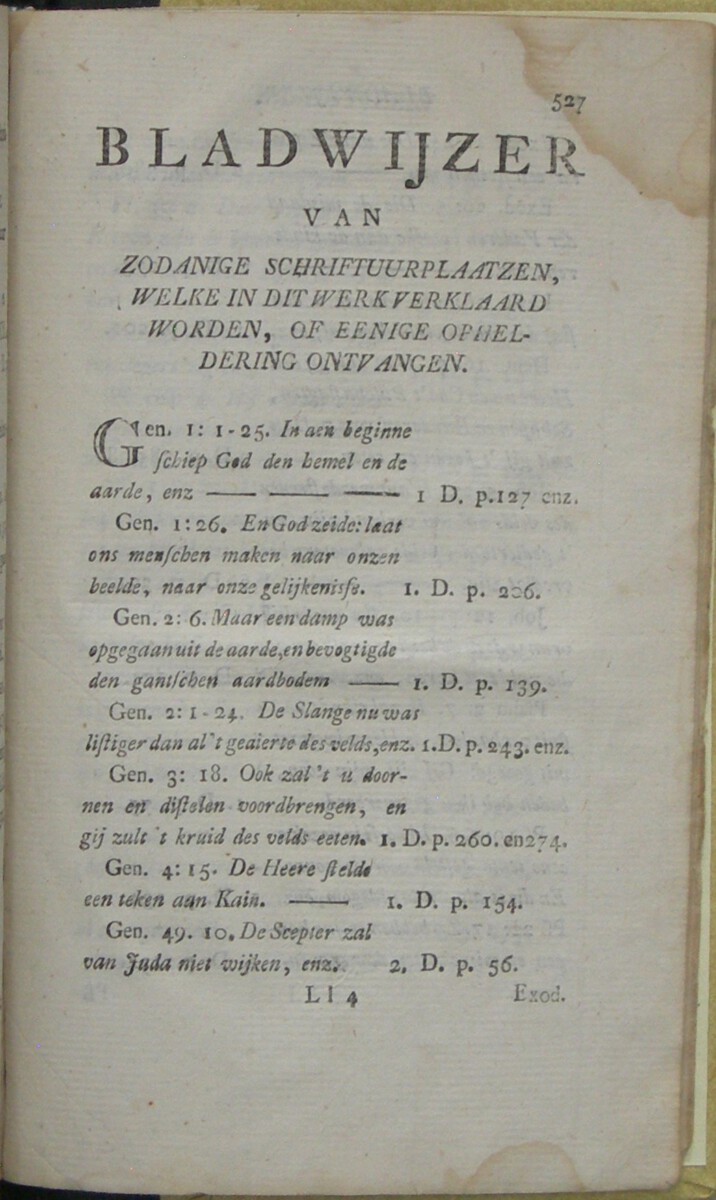 527
BLADWIJZER
VAN
ZODANIGE SCHRIFTUURPLAATZEN,
WELKE IN DIT WERK VERKLAARD
WORDEN, OF EENIGE OPHEL-
DERING ONTVANGEN.
Gen. 1: 1-25. In den beginne
ſchiep God den hemel en de
aarde, enz — — — 1 D. p. 127 enz.
Gen. 1: 26. En God zeide: laat
ons menſchen maken naar onzen
beelde, naar onze gelijkenisſe. 1. D. p. 206.
Gen. 2: 6. Maar een damp was
opgegaan uit de aarde, en bevogtigde
den gantſchen aardbodem — 1. D. p. 139.
Gen. 2: 1-24. De Slange nu was
liſtiger dan al 't gedierte des velds, enz. 1. D. p. 243. enz.
Gen. 3: 18. Ook zal 't u door-
nen en diſtelen voordbrengen, en
gij zult 't kruid des velds eeten. 1. D. p. 260. en 274.
Gen. 4: 15. De Heere ſtelde
een teken aan Kain. — 1. D. p. 154.
Gen. 49. 10. De Scepter zal
van Juda niet wijken, enz. 2. D. p. 56.
Ll 4 Exod.